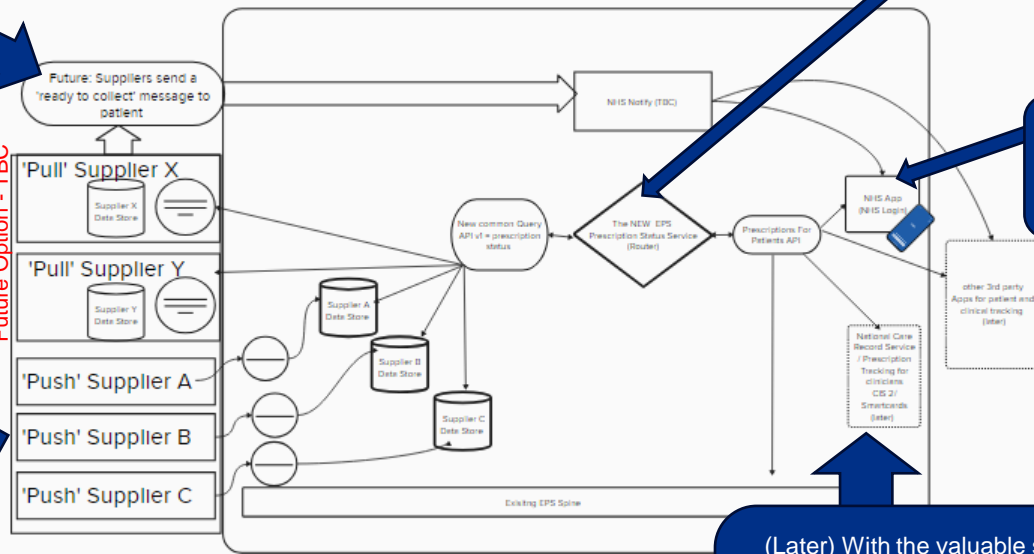 Future: Suppliers send a
'ready to collect' message to
patient
NHS Notify (TBC)
Future Option - TBC
'Pull' Supplier X
Supplier X
Data Store
'Pull' Supplier Y
Supplier Y
Data Store
'Push' Supplier A
'Push' Supplier B
'Push' Supplier C
Supplier A
Data Store
Supplier B
Data Store
Supplier C
Data Store
New common Query
API v1 = prescription
status
The NEW EPS
Prescription Status Service
(Router)
Prescriptions For
Patients API
NHS App
(NHS Login)
other 3rd party
Apps for patient and
clinical tracking
(later)
National Care
Record Service
/ Prescription
Tracking for
clinicians
CIS 2/
Smartcards
(later)
Existing EPS Spine
(Later) With the valuable